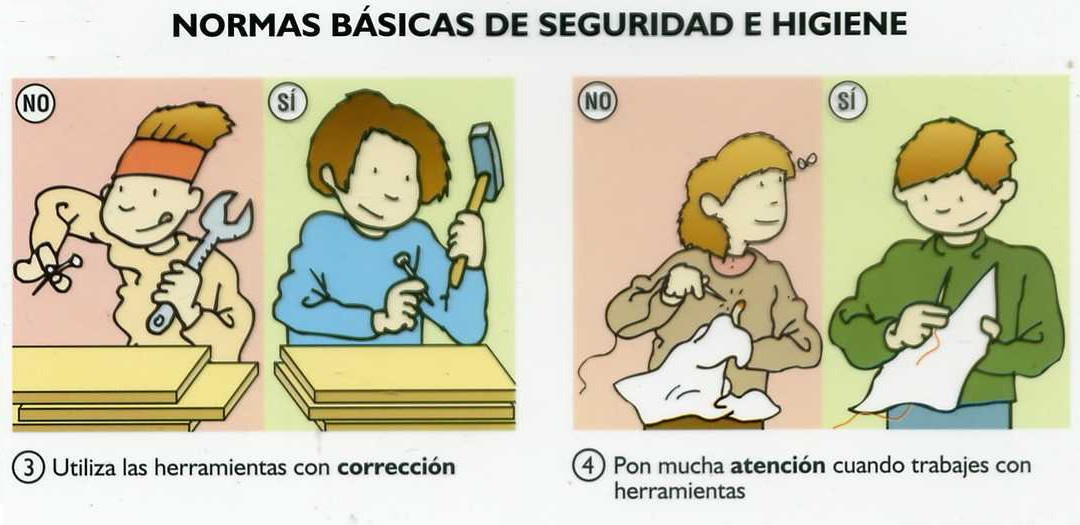 NORMAS BÁSICAS DE SEGURIDAD E HIGIENE
NO
SÍ
NO
SÍ
3 Utiliza las herramientas con corrección
4 Pon mucha atención cuando trabajes con
herramientas